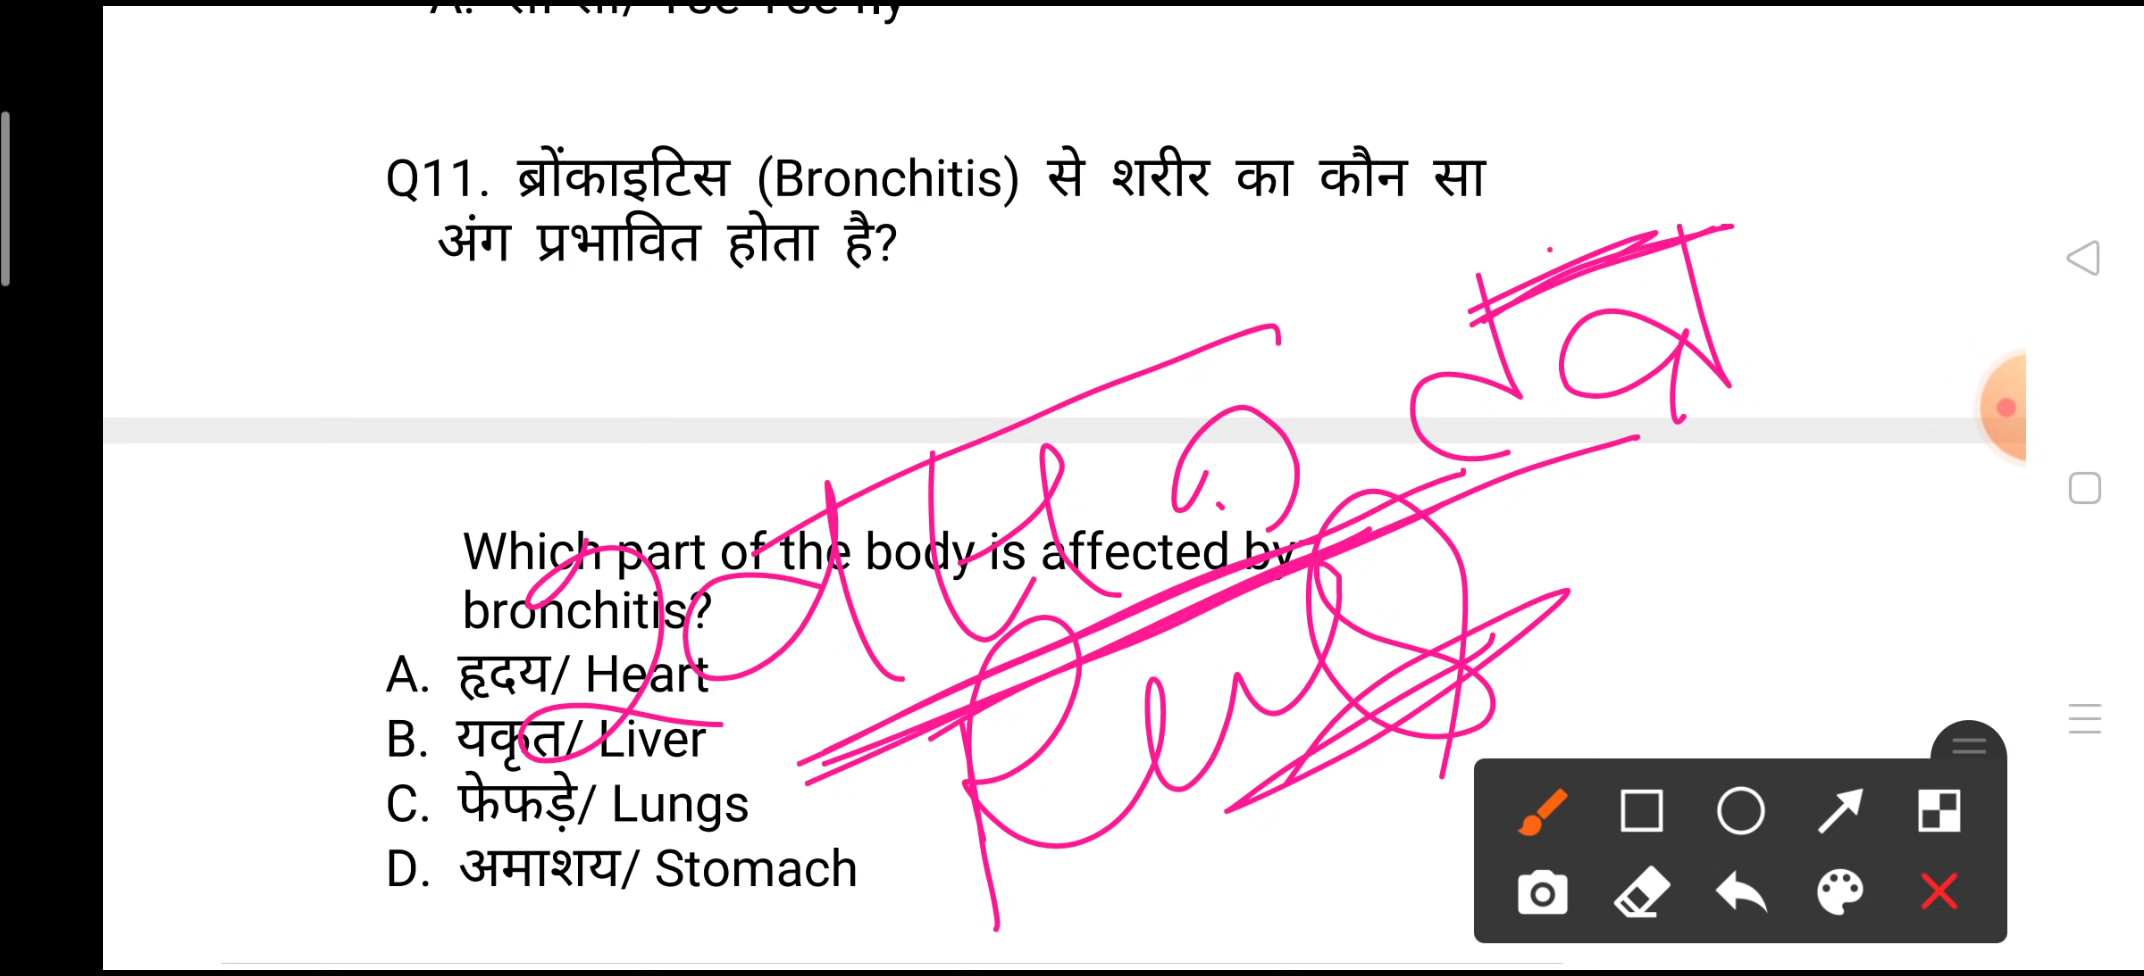 Q11. ब्रोंकाइटिस (Bronchitis) से शरीर का कौन सा
अंग प्रभावित होता है?
Which part of the body is affected by
bronchitis?
A. हृदय/ Heart
B. यकृत/ Liver
C. फेफड़े/ Lungs
D. अमाशय/ Stomach